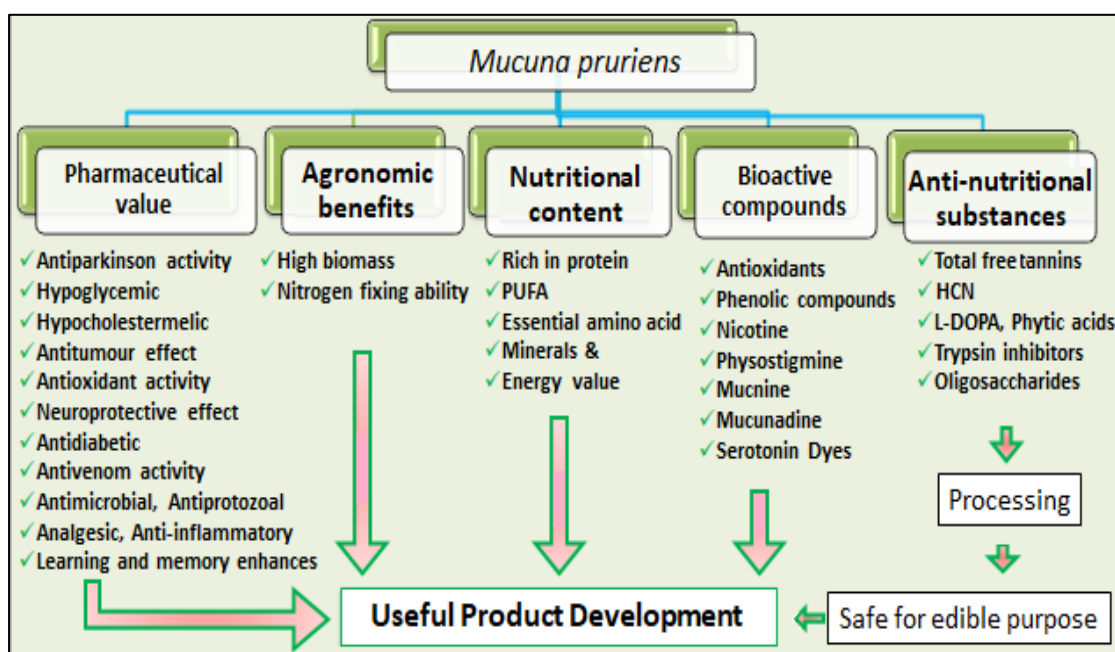 Mucuna pruriens
Pharmaceutical
value
✓Antiparkinson activity
✓Hypoglycemic
✓Hypocholestermelic
✓Antitumour effect
✓Antioxidant activity
✓Neuroprotective effect
✓Antidiabetic
✓Antivenom activity
✓Antimicrobial, Antiprotozoal
✓Analgesic, Anti-inflammatory
✓Learning and memory enhances
Agronomic
benefits
✓High biomass
✓Nitrogen fixing ability
Nutritional
content
✓Rich in protein
✓PUFA
✓Essential amino acid
✓Minerals &
✓Energy value
Bioactive
compounds
✓Antioxidants
✓Phenolic compounds
✓Nicotine
✓Physostigmine
✓Mucnine
✓Mucunadine
✓Serotonin Dyes
Anti-nutritional
substances
✓Total free tannins
✓HCN
✓L-DOPA, Phytic acids
✓Trypsin inhibitors
✓Oligosaccharides
Processing
Safe for edible purpose
Useful Product Development